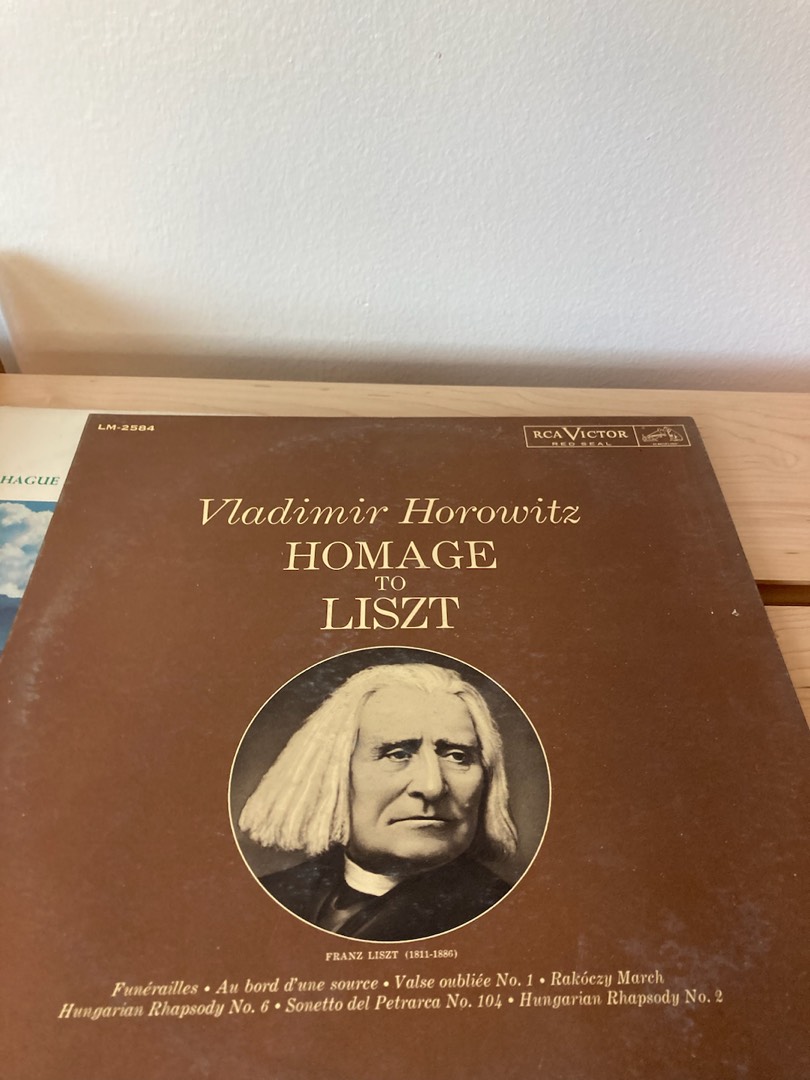 LM-2584
RCA VICTOR
RED SEAL
HAGUE
Vladimir Horowitz
HOMAGE
TO
LISZT
FRANZ LISZT (1811-1886)
Funérailles • Au bord d'une source • Valse oubliée No. 1 • Rakóczy March
Hungarian Rhapsody No. 6 • Sonetto del Petrarca No. 104 • Hungarian Rhapsody No. 2